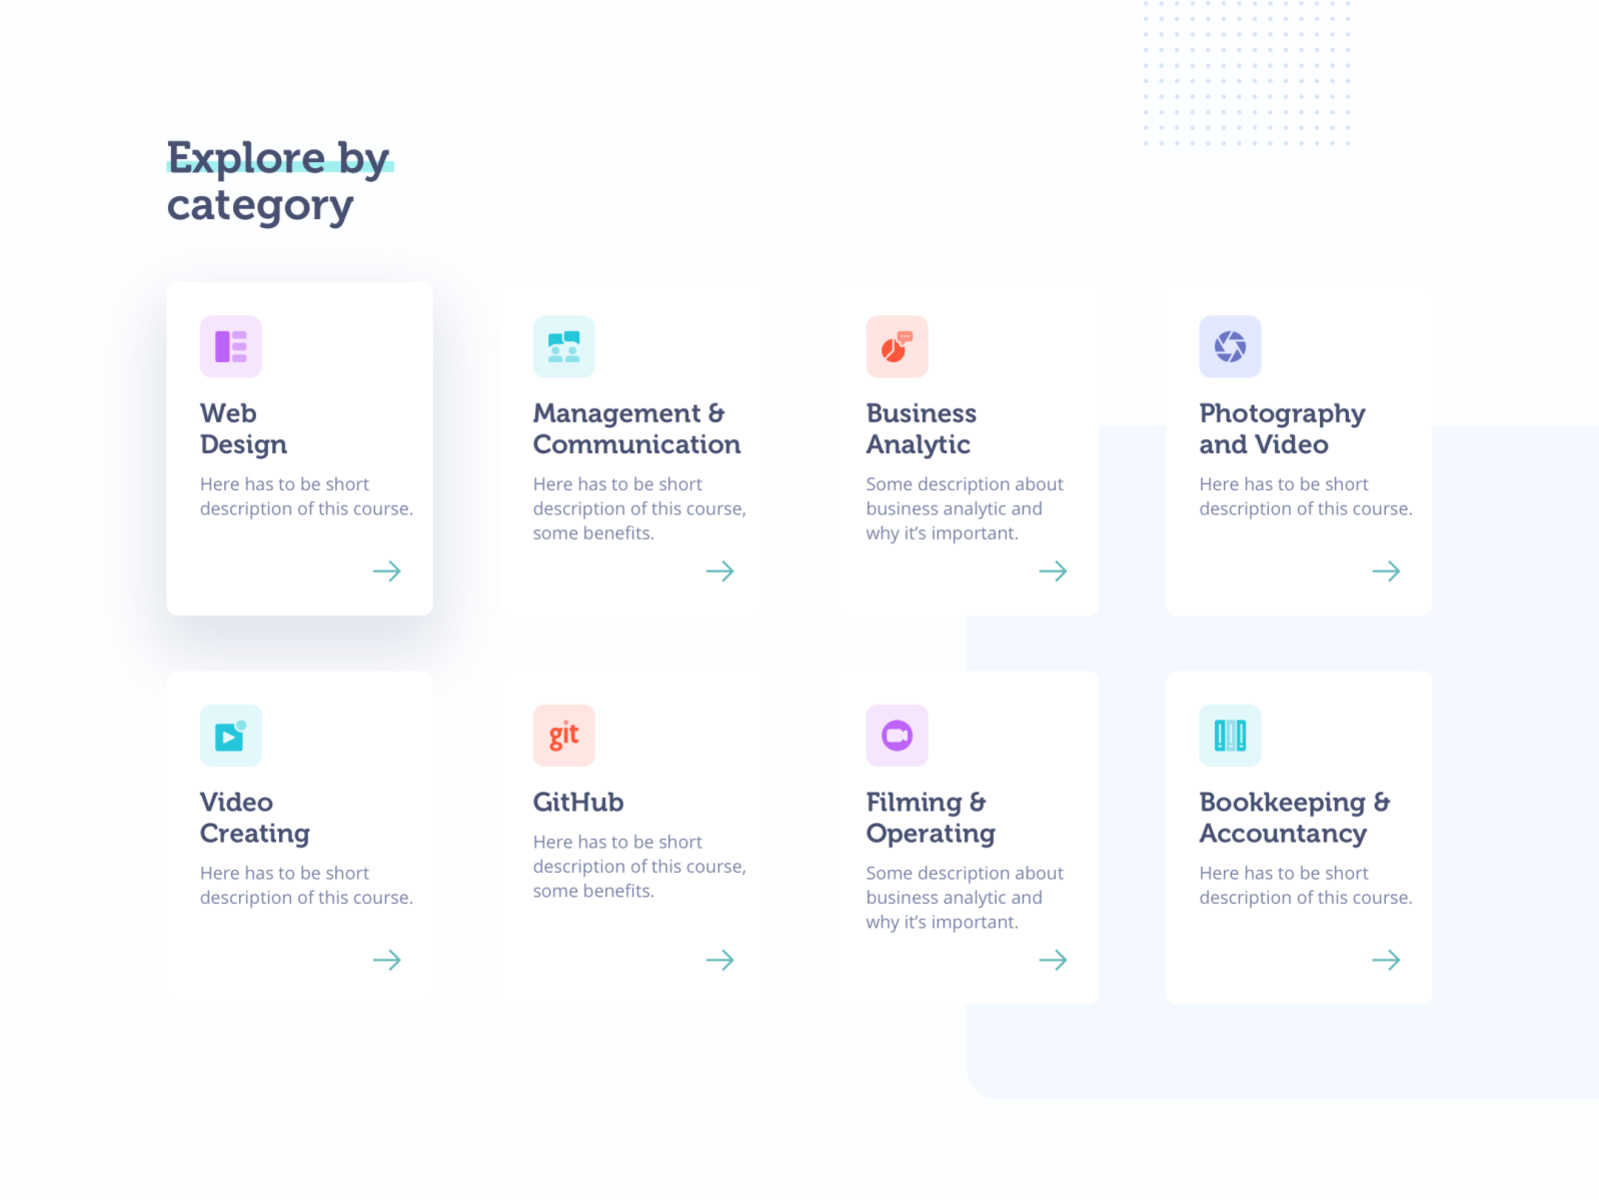 Explore by
category
Web
Design
Here has to be short
description of this course.
Management &
Communication
Here has to be short
description of this course,
some benefits.
Business
Analytic
Some description about
business analytic and
why it’s important.
Photography
and Video
Here has to be short
description of this course.
Video
Creating
Here has to be short
description of this course.
git
GitHub
Here has to be short
description of this course,
some benefits.
Filming &
Operating
Some description about
business analytic and
why it’s important.
Bookkeeping &
Accountancy
Here has to be short
description of this course.